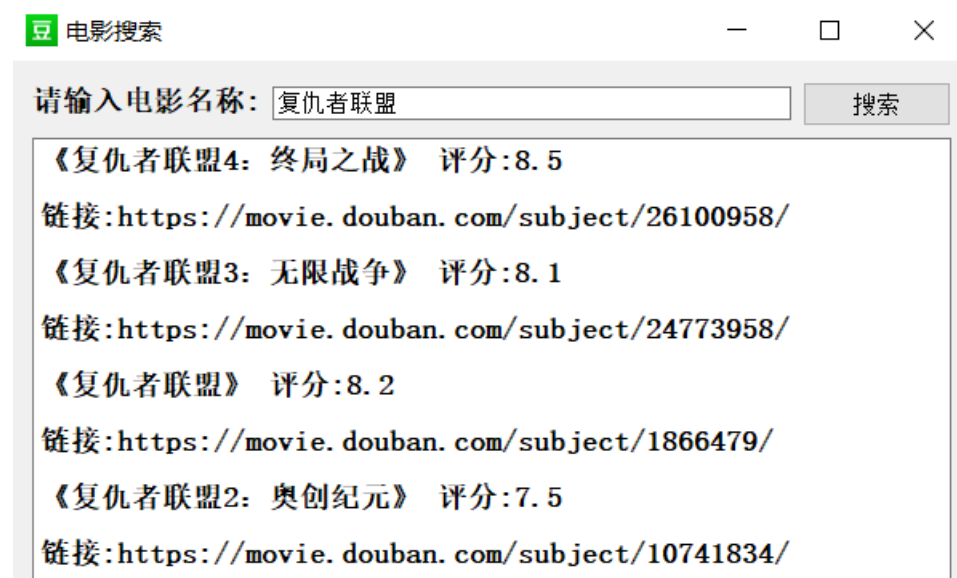 豆 电影搜索
请输入电影名称: 复仇者联盟 搜索
《复仇者联盟4：终局之战》 评分:8.5
链接:https://movie.douban.com/subject/26100958/
《复仇者联盟3：无限战争》 评分:8.1
链接:https://movie.douban.com/subject/24773958/
《复仇者联盟》 评分:8.2
链接:https://movie.douban.com/subject/1866479/
《复仇者联盟2：奥创纪元》 评分:7.5
链接:https://movie.douban.com/subject/10741834/